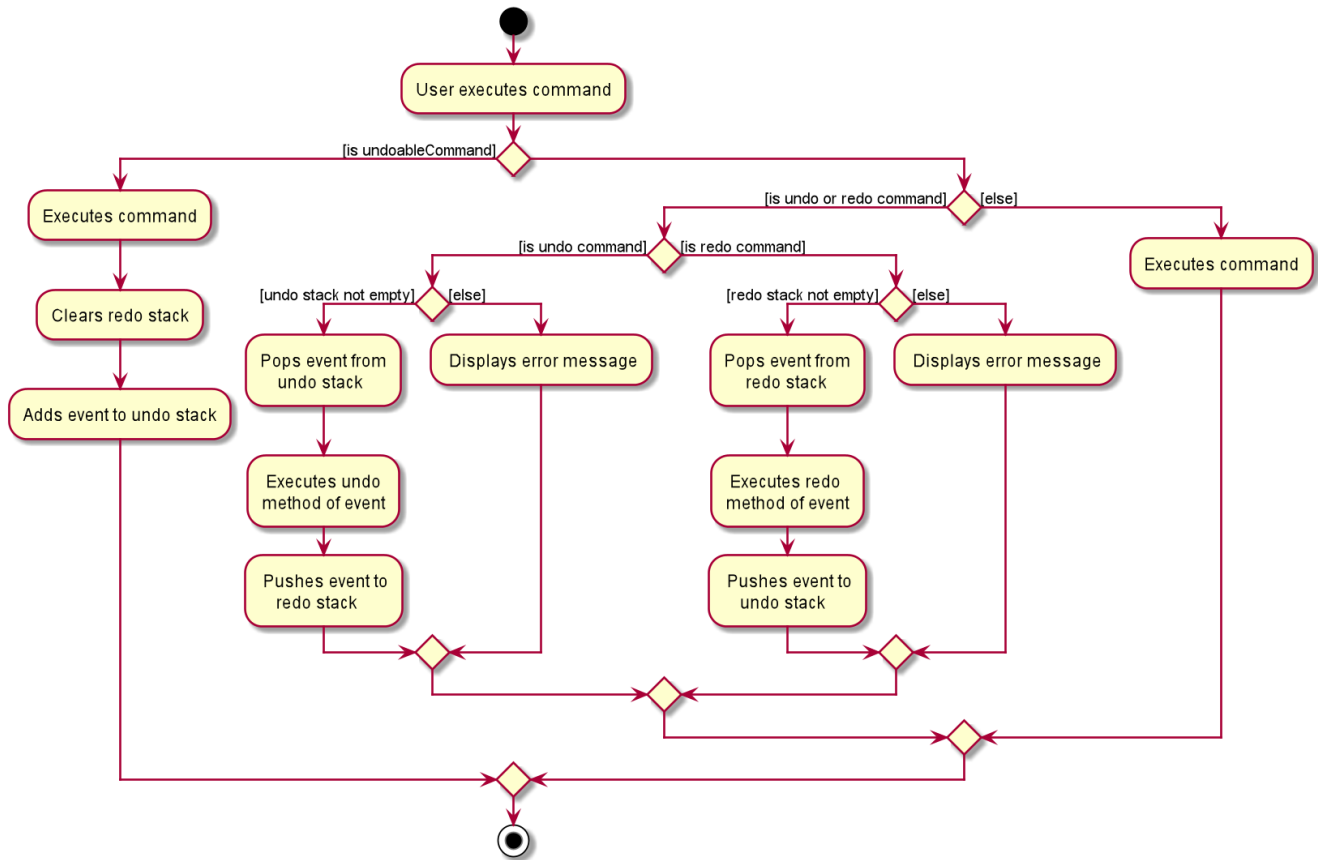 User executes command
[is undoableCommand]
[is undo or redo command]
[else]
Executes command
[is undo command]
[is redo command]
Executes command
[undo stack not empty]
[else]
[redo stack not empty]
[else]
Clears redo stack
Pops event from
undo stack
Displays error message
Pops event from
redo stack
Displays error message
Adds event to undo stack
Executes undo
method of event
Executes redo
method of event
Pushes event to
redo stack
Pushes event to
undo stack